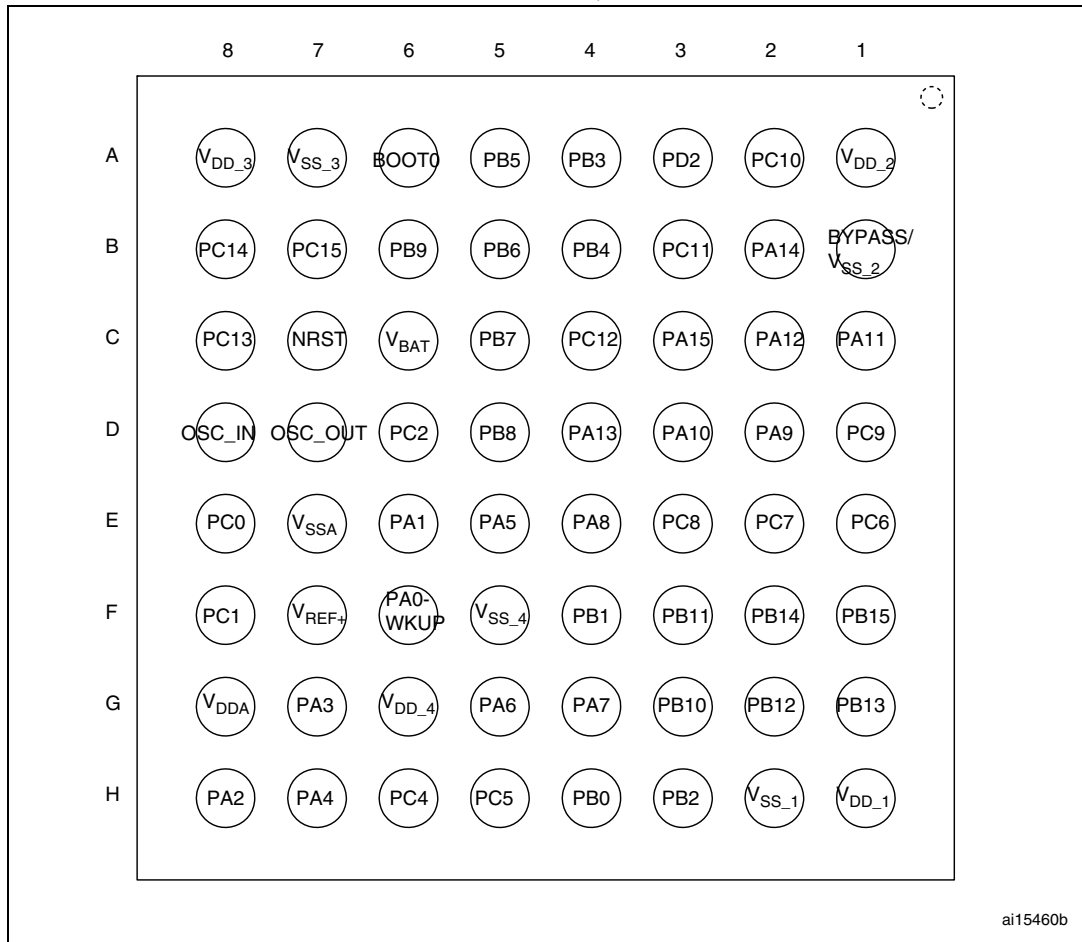 8 7 6 5 4 3 2 1
A VDD_3 VSS_3 BOOT0 PB5 PB3 PD2 PC10 VDD_2
B PC14 PC15 PB9 PB6 PB4 PC11 PA14 BYPASS/ VSS_2
C PC13 NRST VBAT PB7 PC12 PA15 PA12 PA11
D OSC_IN OSC_OUT PC2 PB8 PA13 PA10 PA9 PC9
E PC0 VSSA PA1 PA5 PA8 PC8 PC7 PC6
F PC1 VREF+ PA0-WKUP VSS_4 PB1 PB11 PB14 PB15
G VDDA PA3 VDD_4 PA6 PA7 PB10 PB12 PB13
H PA2 PA4 PC4 PC5 PB0 PB2 VSS_1 VDD_1
ai15460b